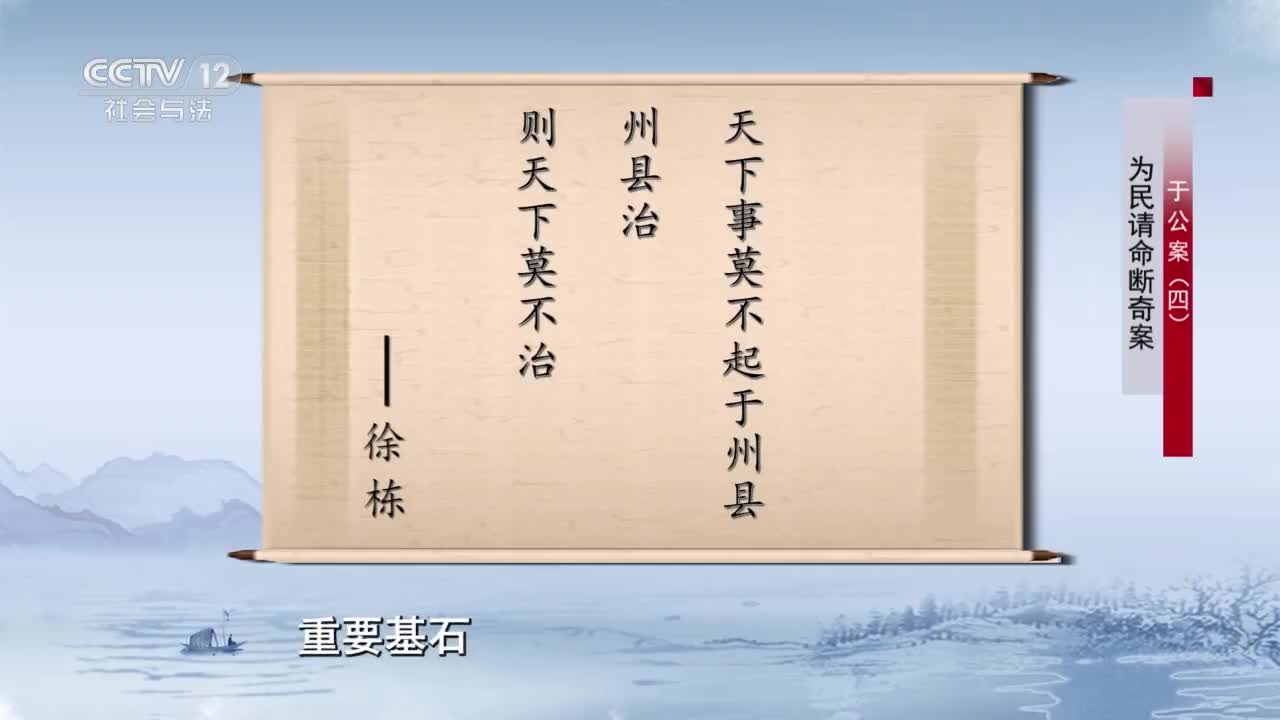 CCTV 12
社会与法
天下事莫不起于州县
州县治
则天下莫不治
——徐栋
于公案（四）
为民请命断奇案
重要基石